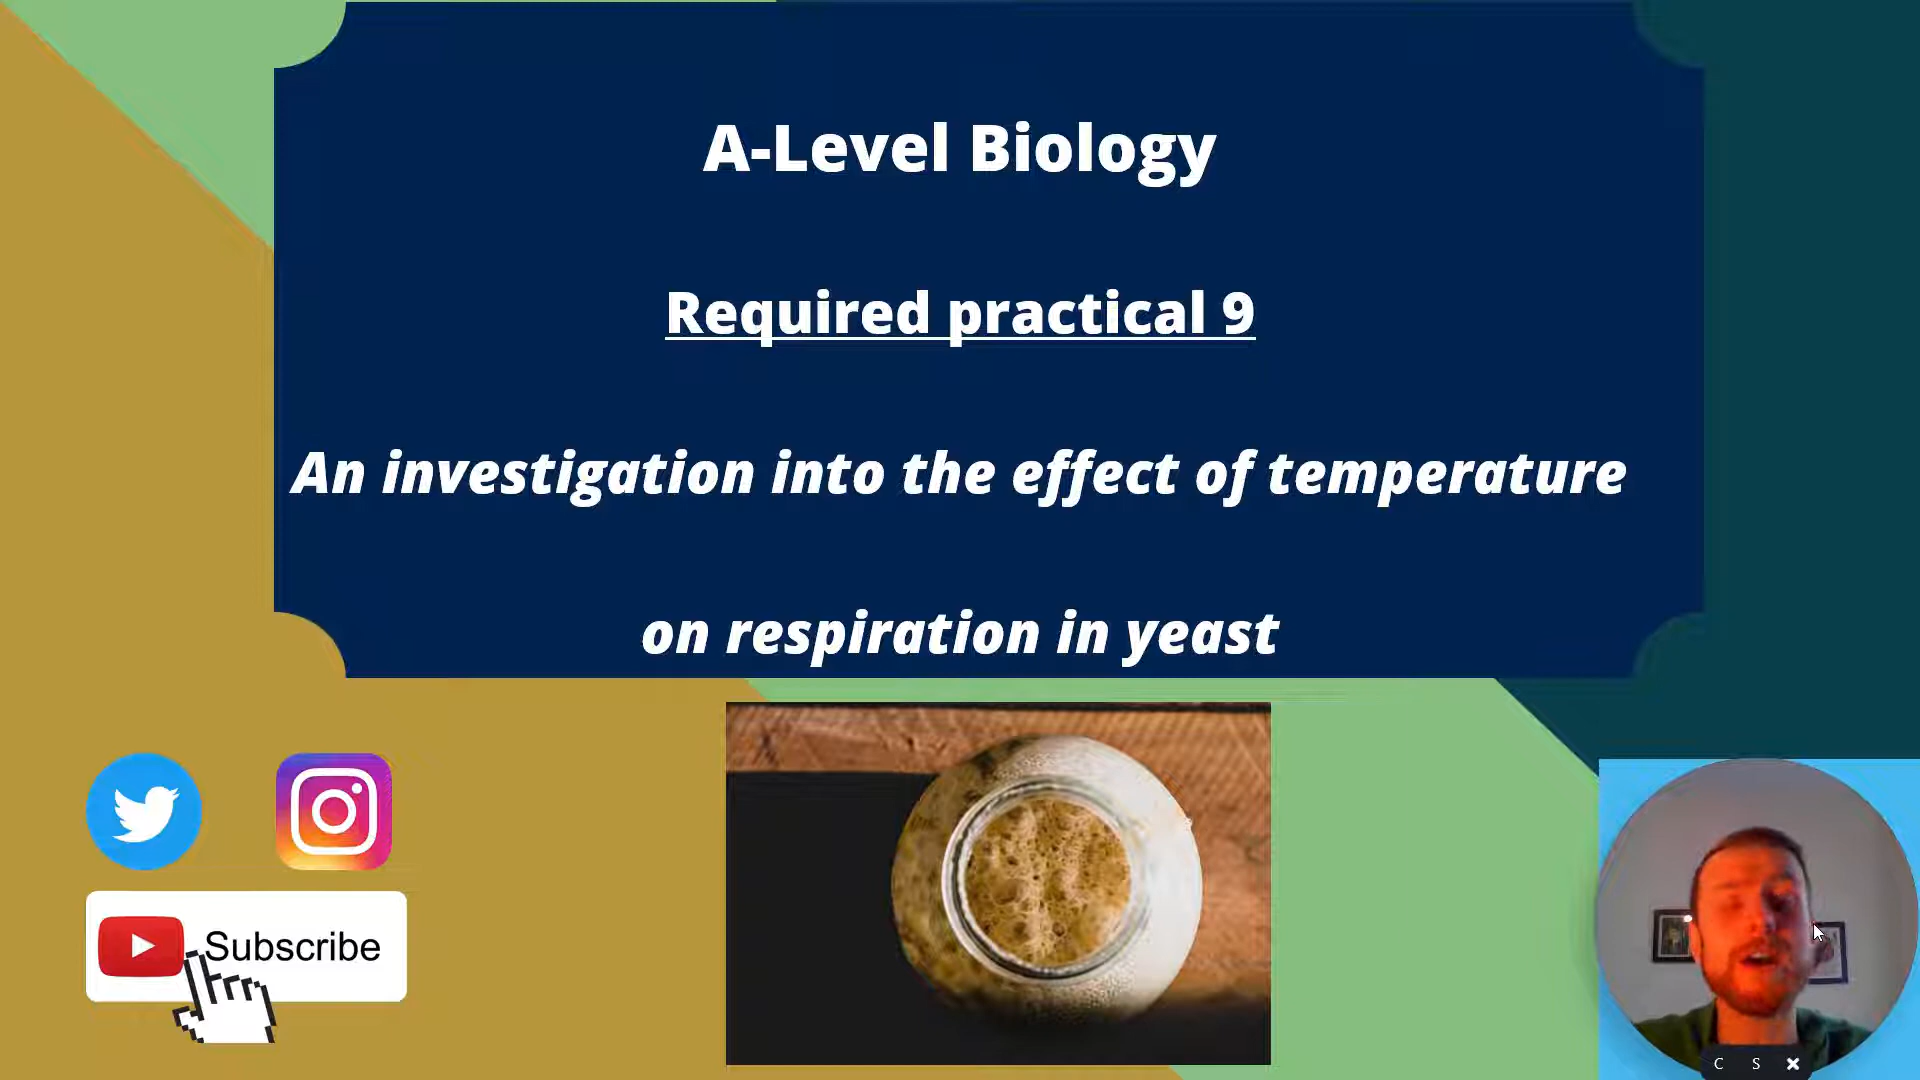 A-Level Biology
Required practical 9
An investigation into the effect of temperature
on respiration in yeast
Subscribe
C S